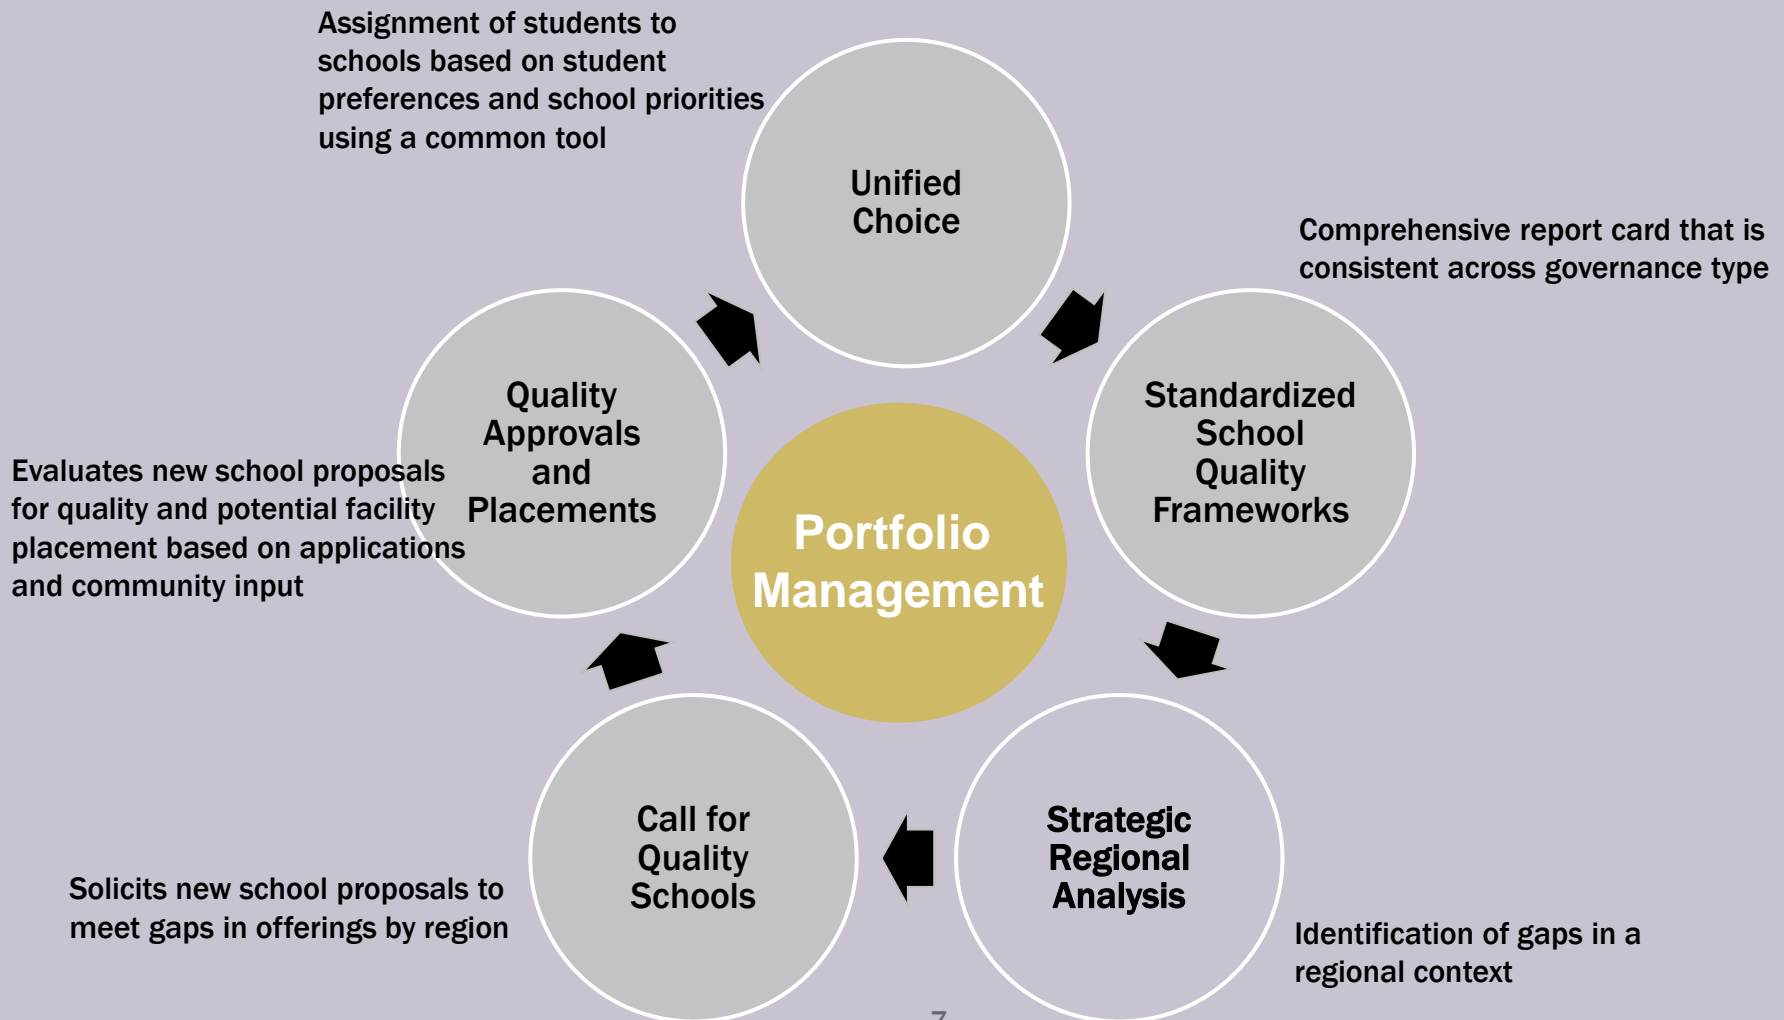 Assignment of students to
schools based on student
preferences and school priorities
using a common tool
Unified
Choice
Comprehensive report card that is
consistent across governance type
Standardized
School
Quality
Frameworks
Quality
Approvals
and
Placements
Evaluates new school proposals
for quality and potential facility
placement based on applications
and community input
Portfolio
Management
Strategic
Regional
Analysis
Identification of gaps in a
regional context
Call for
Quality
Schools
Solicits new school proposals to
meet gaps in offerings by region
7